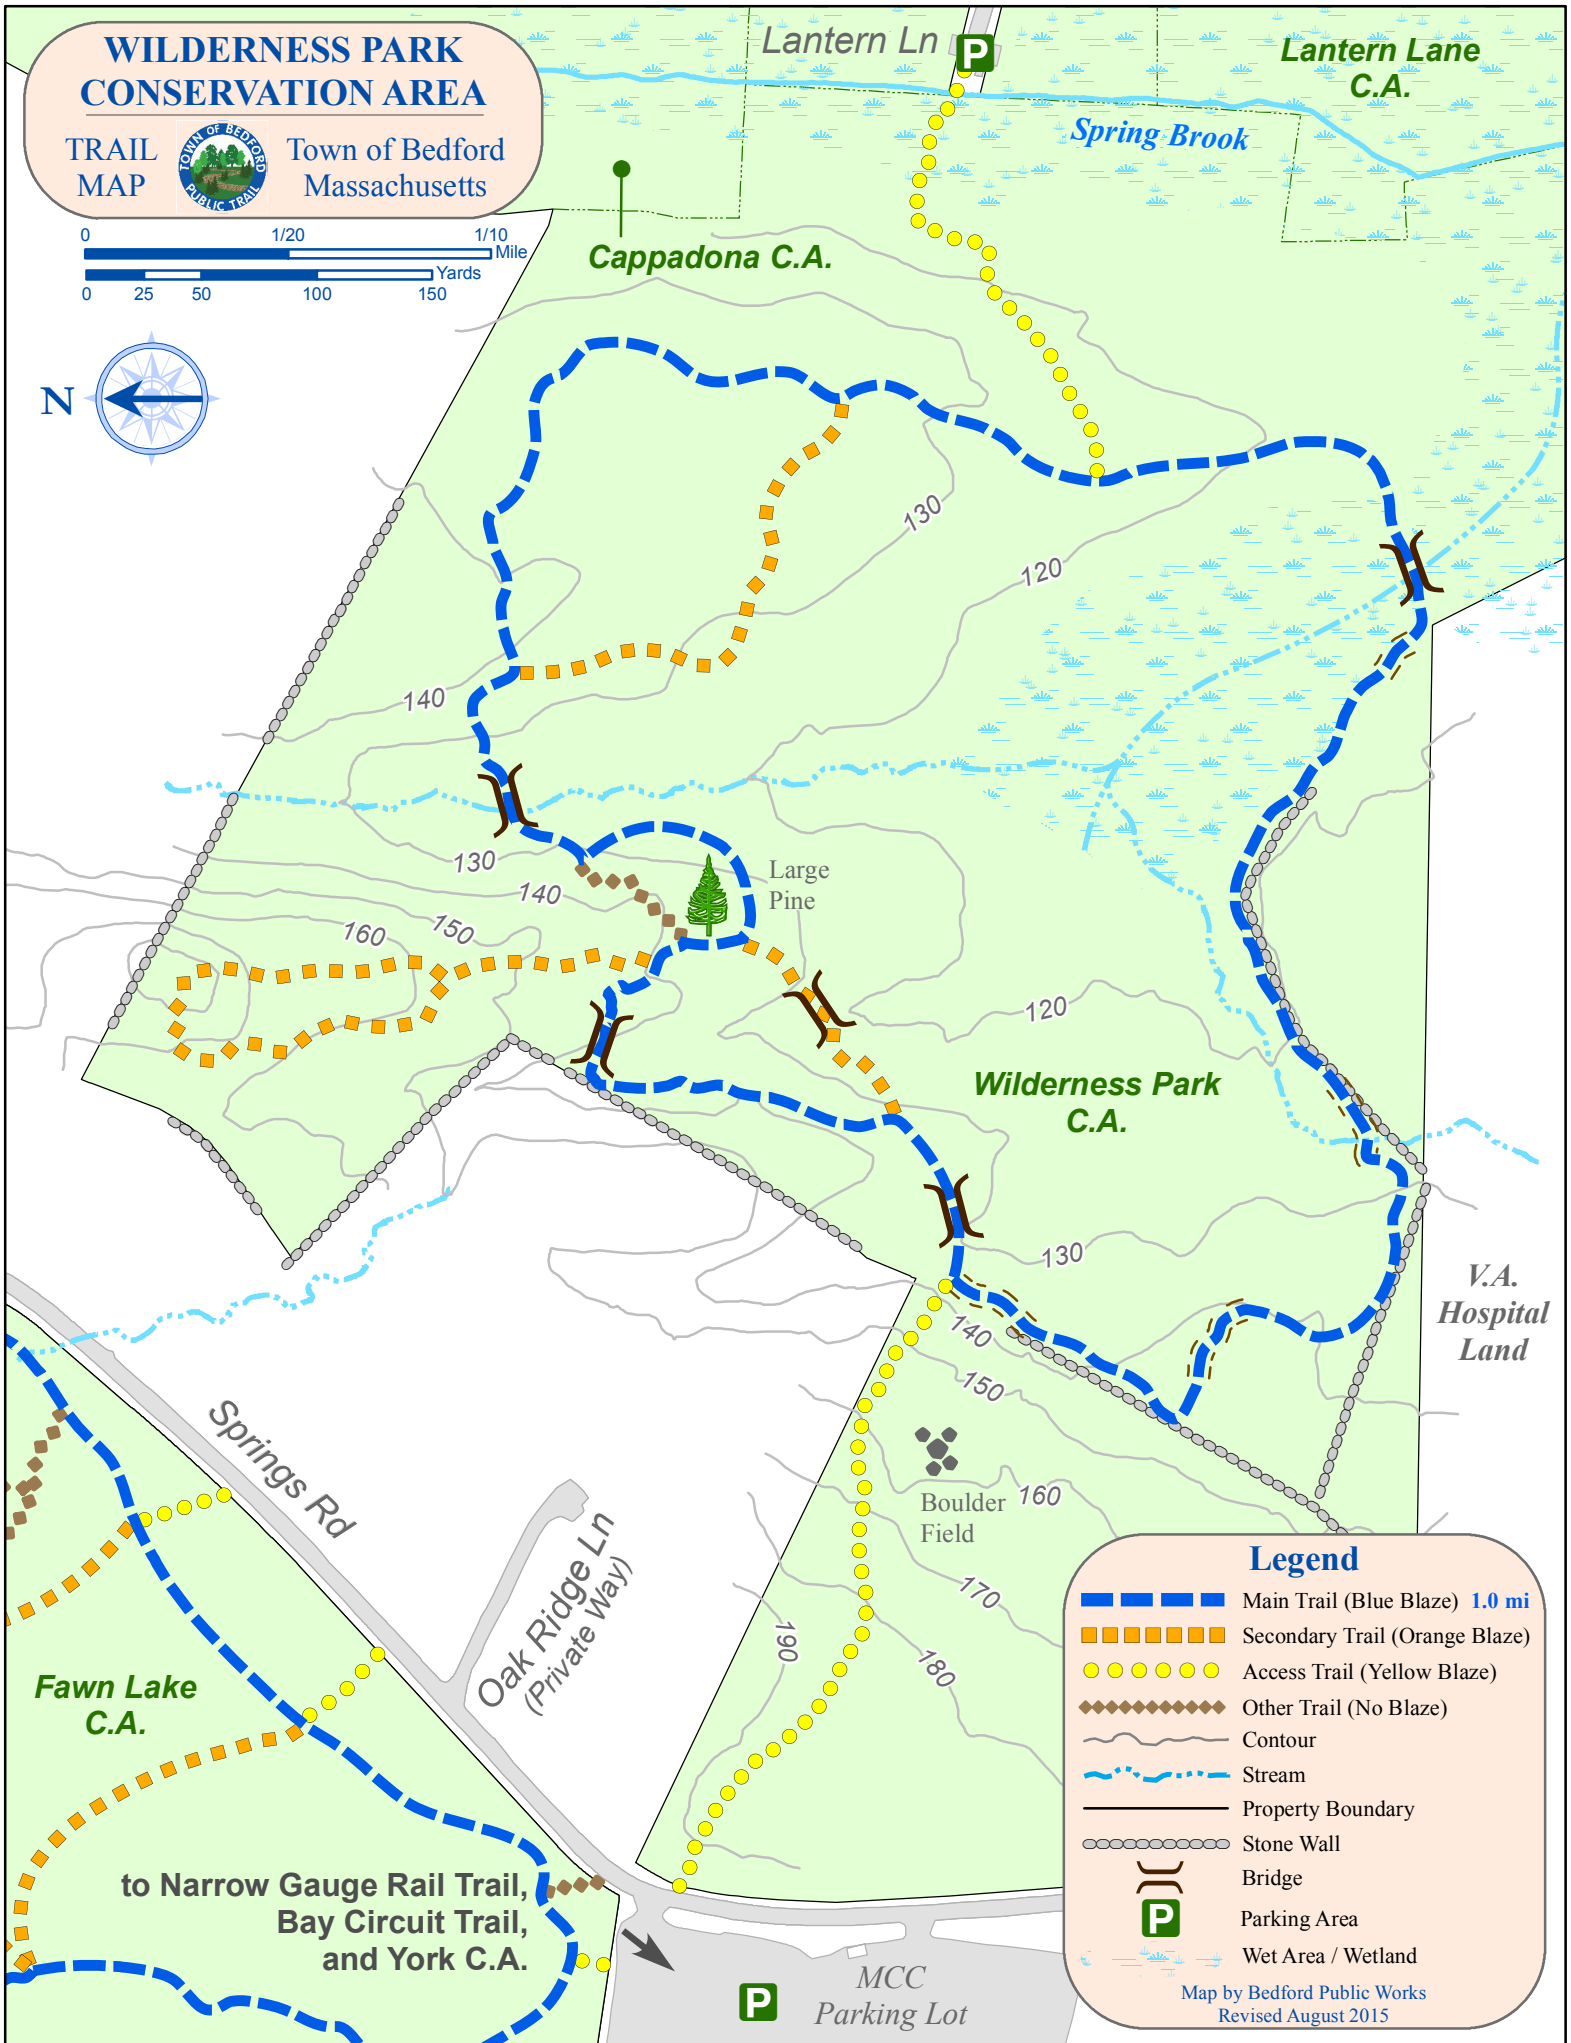 WILDERNESS PARK
CONSERVATION AREA
TRAIL
MAP
TOWN OF BEDFORD
PUBLIC TRAIL
Town of Bedford
Massachusetts
0 1/20 1/10
Mile
Yards
0 25 50 100 150
N
Lantern Ln
P
Lantern Lane
C.A.
Spring Brook
Cappadona C.A.
130
120
140
130
140
150
160
Large
Pine
120
Wilderness Park
C.A.
130
140
150
160
170
180
190
V.A.
Hospital
Land
Boulder
Field
Springs Rd
Oak Ridge Ln
(Private Way)
Fawn Lake
C.A.
to Narrow Gauge Rail Trail,
Bay Circuit Trail,
and York C.A.
P
MCC
Parking Lot
Legend
Main Trail (Blue Blaze) 1.0 mi
Secondary Trail (Orange Blaze)
Access Trail (Yellow Blaze)
Other Trail (No Blaze)
Contour
Stream
Property Boundary
Stone Wall
Bridge
P
Parking Area
Wet Area / Wetland
Map by Bedford Public Works
Revised August 2015